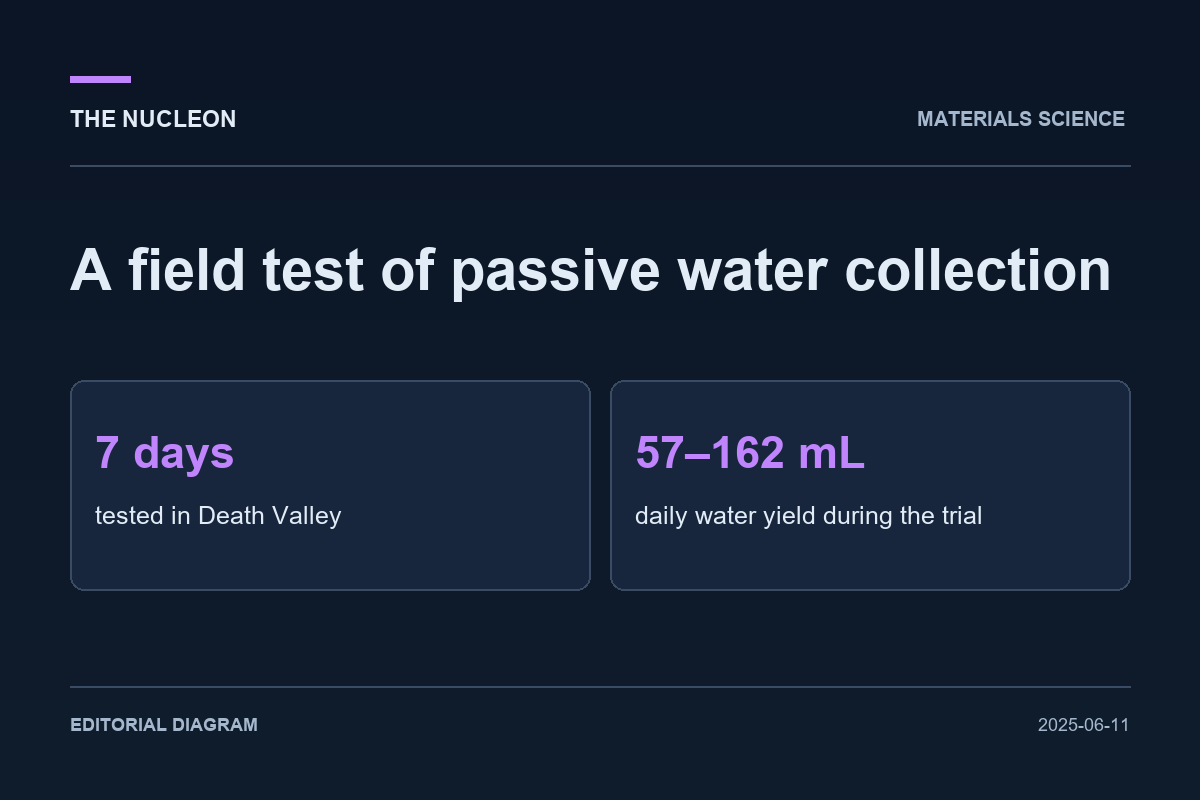 THE NUCLEON
MATERIALS SCIENCE
A field test of passive water collection
7 days
tested in Death Valley
57–162 mL
daily water yield during the trial
EDITORIAL DIAGRAM
2025-06-11